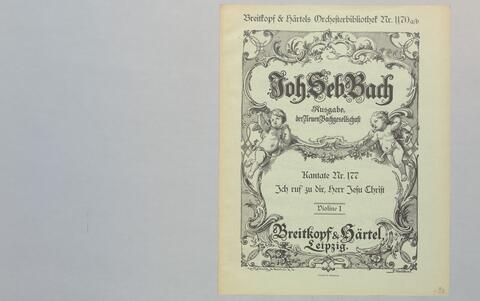 Breitkopf & Härtels Orchesterbibliothek Nr. 1170 a/b
Joh. Seb. Bach
Ausgabe
der Neuen Bachgesellschaft
Kantate Nr. 177
Ich ruf zu dir, Herr Jesu Christ
Violine I
Breitkopf & Härtel,
Leipzig.